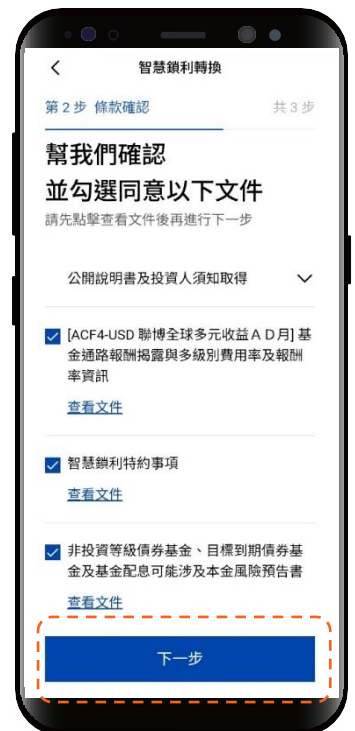 智慧鎖利轉換
第2步 條款確認
共3步
幫我們確認
並勾選同意以下文件
請先點擊查看文件後再進行下一步
公開說明書及投資人須知取得
[ACF4-USD 聯博全球多元收益ＡＤ月] 基
金通路報酬揭露與多級別費用率及報酬
率資訊
查看文件
智慧鎖利特約事項
查看文件
非投資等級債券基金、目標到期債券基
金及基金配息可能涉及本金風險預告書
查看文件
下一步